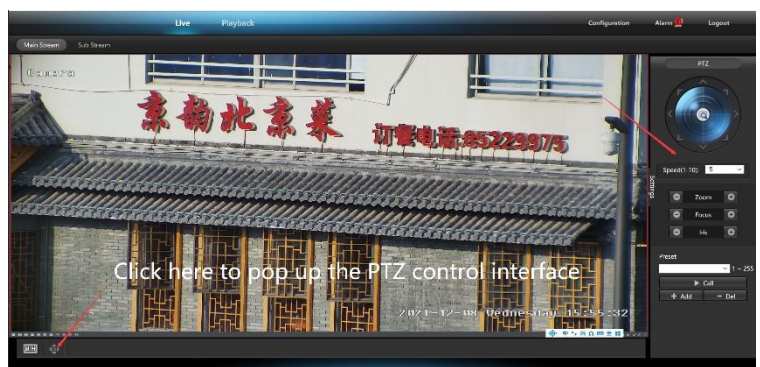 Live Playback Configuration Alarm Logout
Main Stream Sub Stream
PTZ
Camera
京韵北京菜 订餐电话:85229975
Speed(1-10): 5
Settings
Zoom
Focus
Iris
Preset
1 - 255
Call
Add Del
Click here to pop up the PTZ control interface
2021-12-08 Wednesday 15:55:32